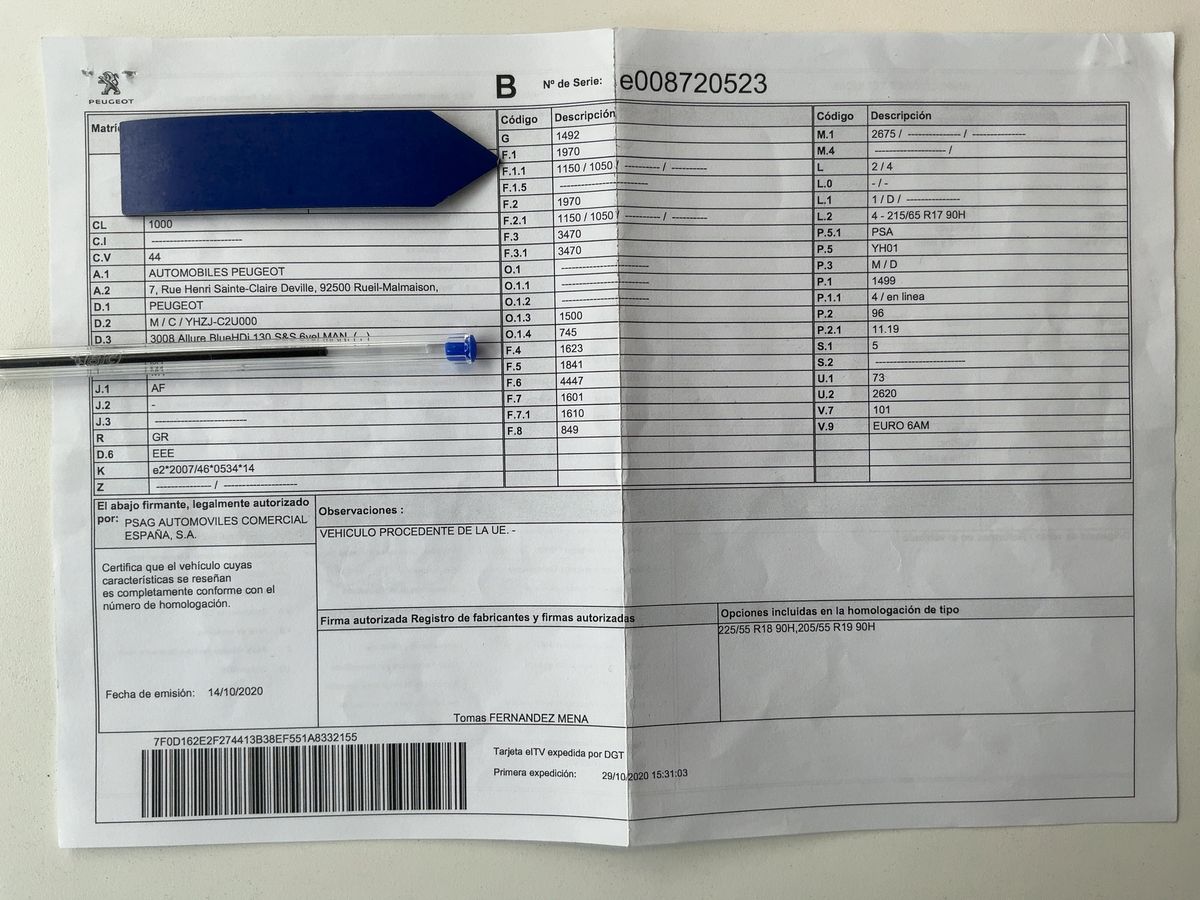 PEUGEOT
B Nº de Serie: e008720523
CL 1000
C.I ------------------------
C.V 44
A.1 AUTOMOBILES PEUGEOT
A.2 7, Rue Henri Sainte-Claire Deville, 92500 Rueil-Malmaison,
D.1 PEUGEOT
D.2 M / C / YHZJ-C2U000
D.3 3008 Allure BlueHDi 130 S&S 6vel MAN
J.1 AF
J.2 -
J.3 ------------------------
R GR
D.6 EEE
K e2*2007/46*0534*14
Z --------------- / --------------------
Código Descripción
G 1492
F.1 1970
F.1.1 1150 / 1050 / ---------- / ----------
F.1.5 ------------------------
F.2 1970
F.2.1 1150 / 1050 / ---------- / ----------
F.3 3470
F.3.1 3470
O.1 ------------------------
O.1.1 ------------------------
O.1.2 ------------------------
O.1.3 1500
O.1.4 745
F.4 1623
F.5 1841
F.6 4447
F.7 1601
F.7.1 1610
F.8 849
Código Descripción
M.1 2675 / --------------- / ---------------
M.4 -------------------- /
L 2 / 4
L.0 - / -
L.1 1 / D / ---------------
L.2 4 - 215/65 R17 90H
P.5.1 PSA
P.5 YH01
P.3 M / D
P.1 1499
P.1.1 4 / en linea
P.2 96
P.2.1 11.19
S.1 5
S.2 ------------------------
U.1 73
U.2 2620
V.7 101
V.9 EURO 6AM
El abajo firmante, legalmente autorizado
por: PSAG AUTOMOVILES COMERCIAL
ESPAÑA, S.A.
Certifica que el vehículo cuyas
características se reseñan
es completamente conforme con el
número de homologación.
Fecha de emisión: 14/10/2020
Observaciones :
VEHICULO PROCEDENTE DE LA UE. -
Firma autorizada Registro de fabricantes y firmas autorizadas
Tomas FERNANDEZ MENA
Opciones incluidas en la homologación de tipo
225/55 R18 90H,205/55 R19 90H
7F0D162E2F274413B38EF551A8332155
Tarjeta eITV expedida por DGT
Primera expedición: 29/10/2020 15:31:03